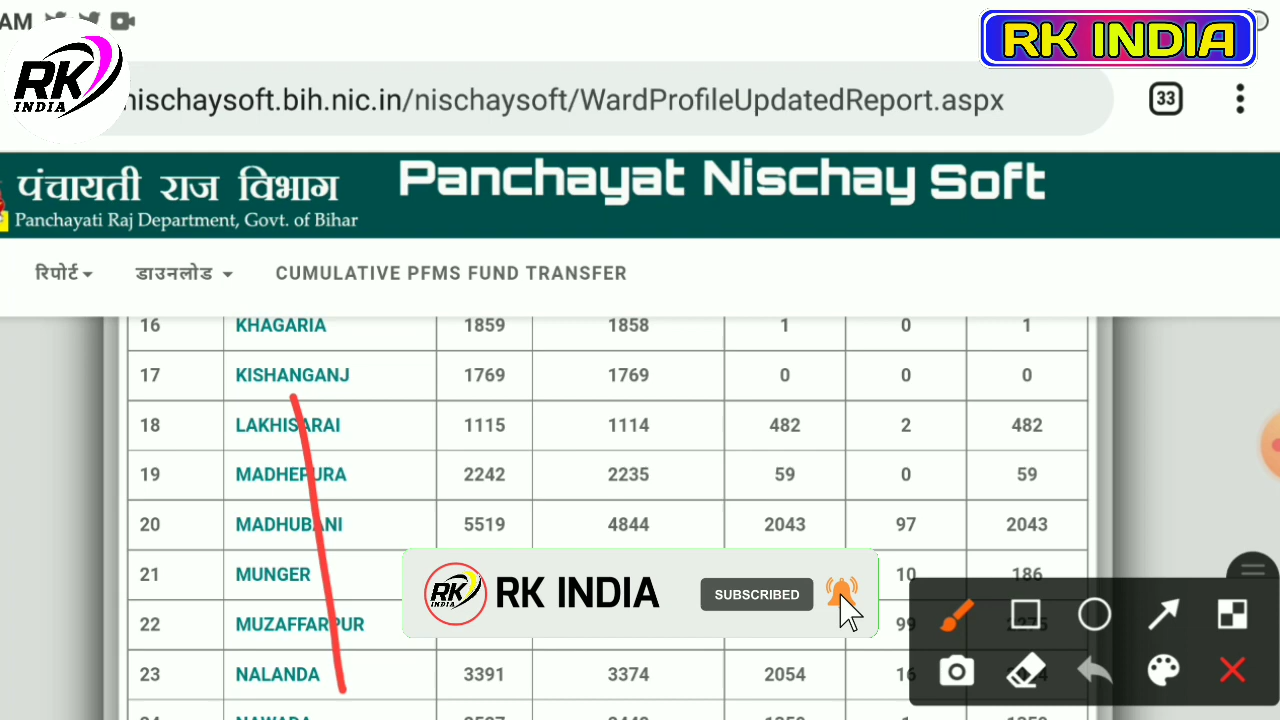 AM
RK INDIA
RK INDIA
nischaysoft.bih.nic.in/nischaysoft/WardProfileUpdatedReport.aspx
33
पंचायती राज विभाग
Panchayati Raj Department, Govt. of Bihar
Panchayat Nischay Soft
रिपोर्ट
डाउनलोड
CUMULATIVE PFMS FUND TRANSFER
16 KHAGARIA 1859 1858 1 0 1
17 KISHANGANJ 1769 1769 0 0 0
18 LAKHISARAI 1115 1114 482 2 482
19 MADHEPURA 2242 2235 59 0 59
20 MADHUBANI 5519 4844 2043 97 2043
21 MUNGER 10 186
RK INDIA RK INDIA SUBSCRIBED
22 MUZAFFARPUR 99
23 NALANDA 3391 3374 2054 16
24 NAWADA